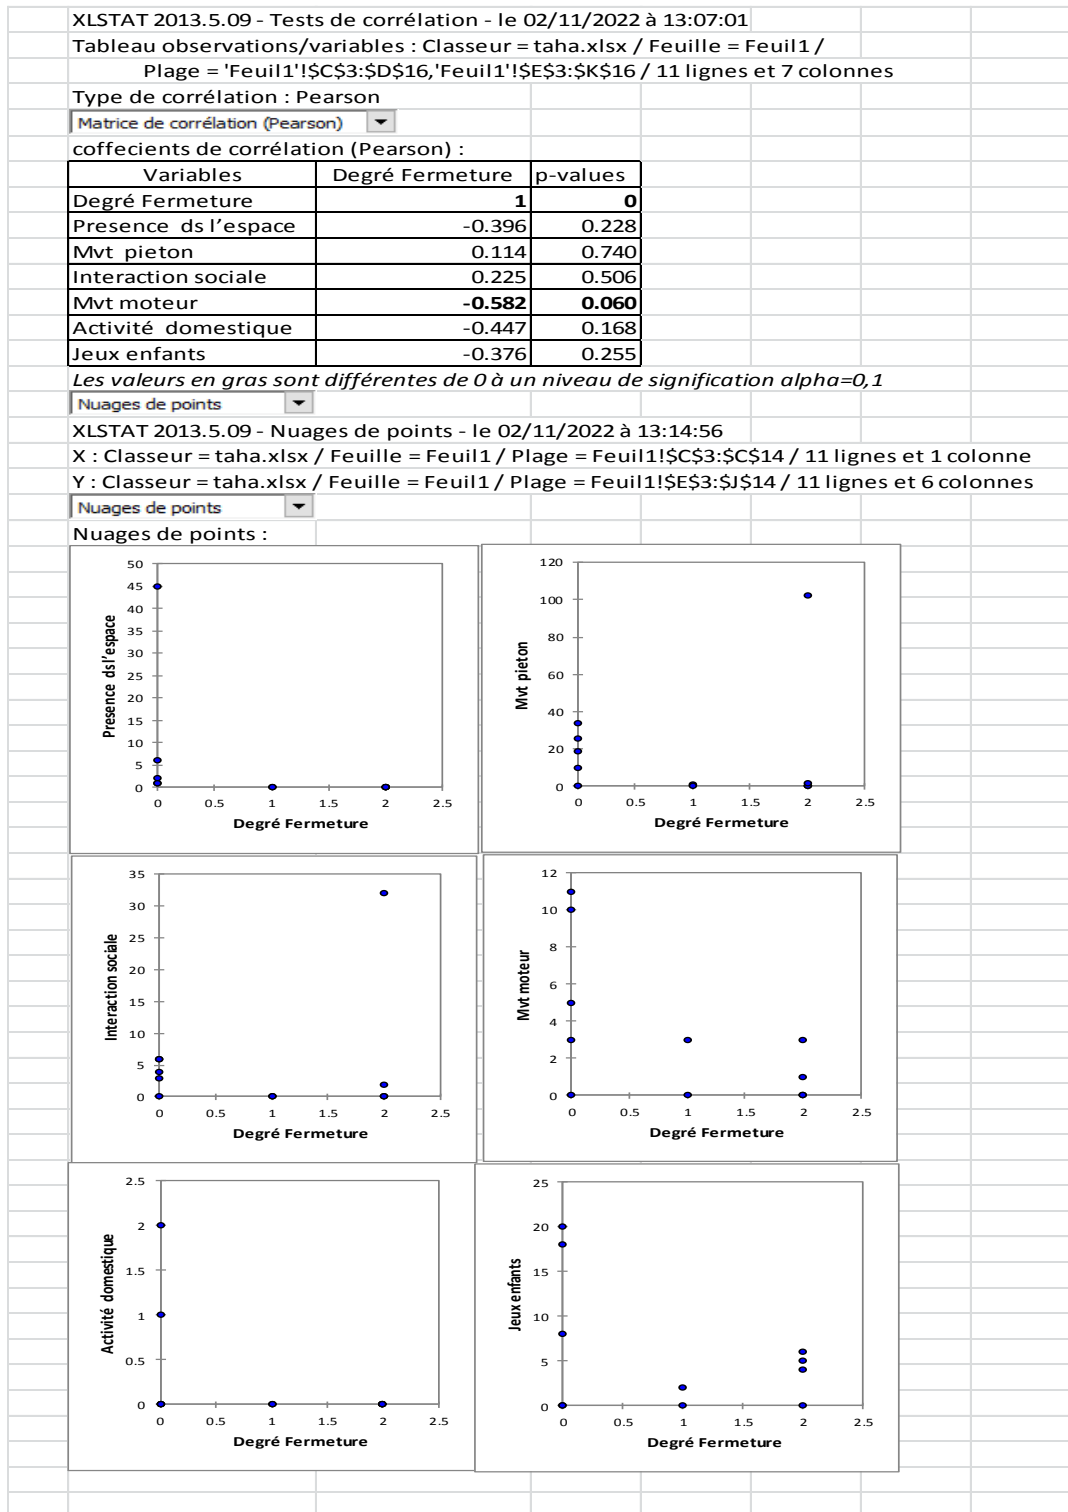 XLSTAT 2013.5.09 - Tests de corrélation - le 02/11/2022 à 13:07:01
Tableau observations/variables : Classeur = taha.xlsx / Feuille = Feuil1 /
Plage = 'Feuil1'!$C$3:$D$16,'Feuil1'!$E$3:$K$16 / 11 lignes et 7 colonnes
Type de corrélation : Pearson
Matrice de corrélation (Pearson)
coffecients de corrélation (Pearson) :
Variables Degré Fermeture p-values
Degré Fermeture 1 0
Presence ds l'espace -0.396 0.228
Mvt pieton 0.114 0.740
Interaction sociale 0.225 0.506
Mvt moteur -0.582 0.060
Activité domestique -0.447 0.168
Jeux enfants -0.376 0.255
Les valeurs en gras sont différentes de 0 à un niveau de signification alpha=0,1
Nuages de points
XLSTAT 2013.5.09 - Nuages de points - le 02/11/2022 à 13:14:56
X : Classeur = taha.xlsx / Feuille = Feuil1 / Plage = Feuil1!$C$3:$C$14 / 11 lignes et 1 colonne
Y : Classeur = taha.xlsx / Feuille = Feuil1 / Plage = Feuil1!$E$3:$J$14 / 11 lignes et 6 colonnes
Nuages de points
Nuages de points :
Presence ds l'espace
50
45
40
35
30
25
20
15
10
5
0
0 0.5 1 1.5 2 2.5
Degré Fermeture
Mvt pieton
120
100
80
60
40
20
0
0 0.5 1 1.5 2 2.5
Degré Fermeture
Interaction sociale
35
30
25
20
15
10
5
0
0 0.5 1 1.5 2 2.5
Degré Fermeture
Mvt moteur
12
10
8
6
4
2
0
0 0.5 1 1.5 2 2.5
Degré Fermeture
Activité domestique
2.5
2
1.5
1
0.5
0
0 0.5 1 1.5 2 2.5
Degré Fermeture
Jeux enfants
25
20
15
10
5
0
0 0.5 1 1.5 2 2.5
Degré Fermeture